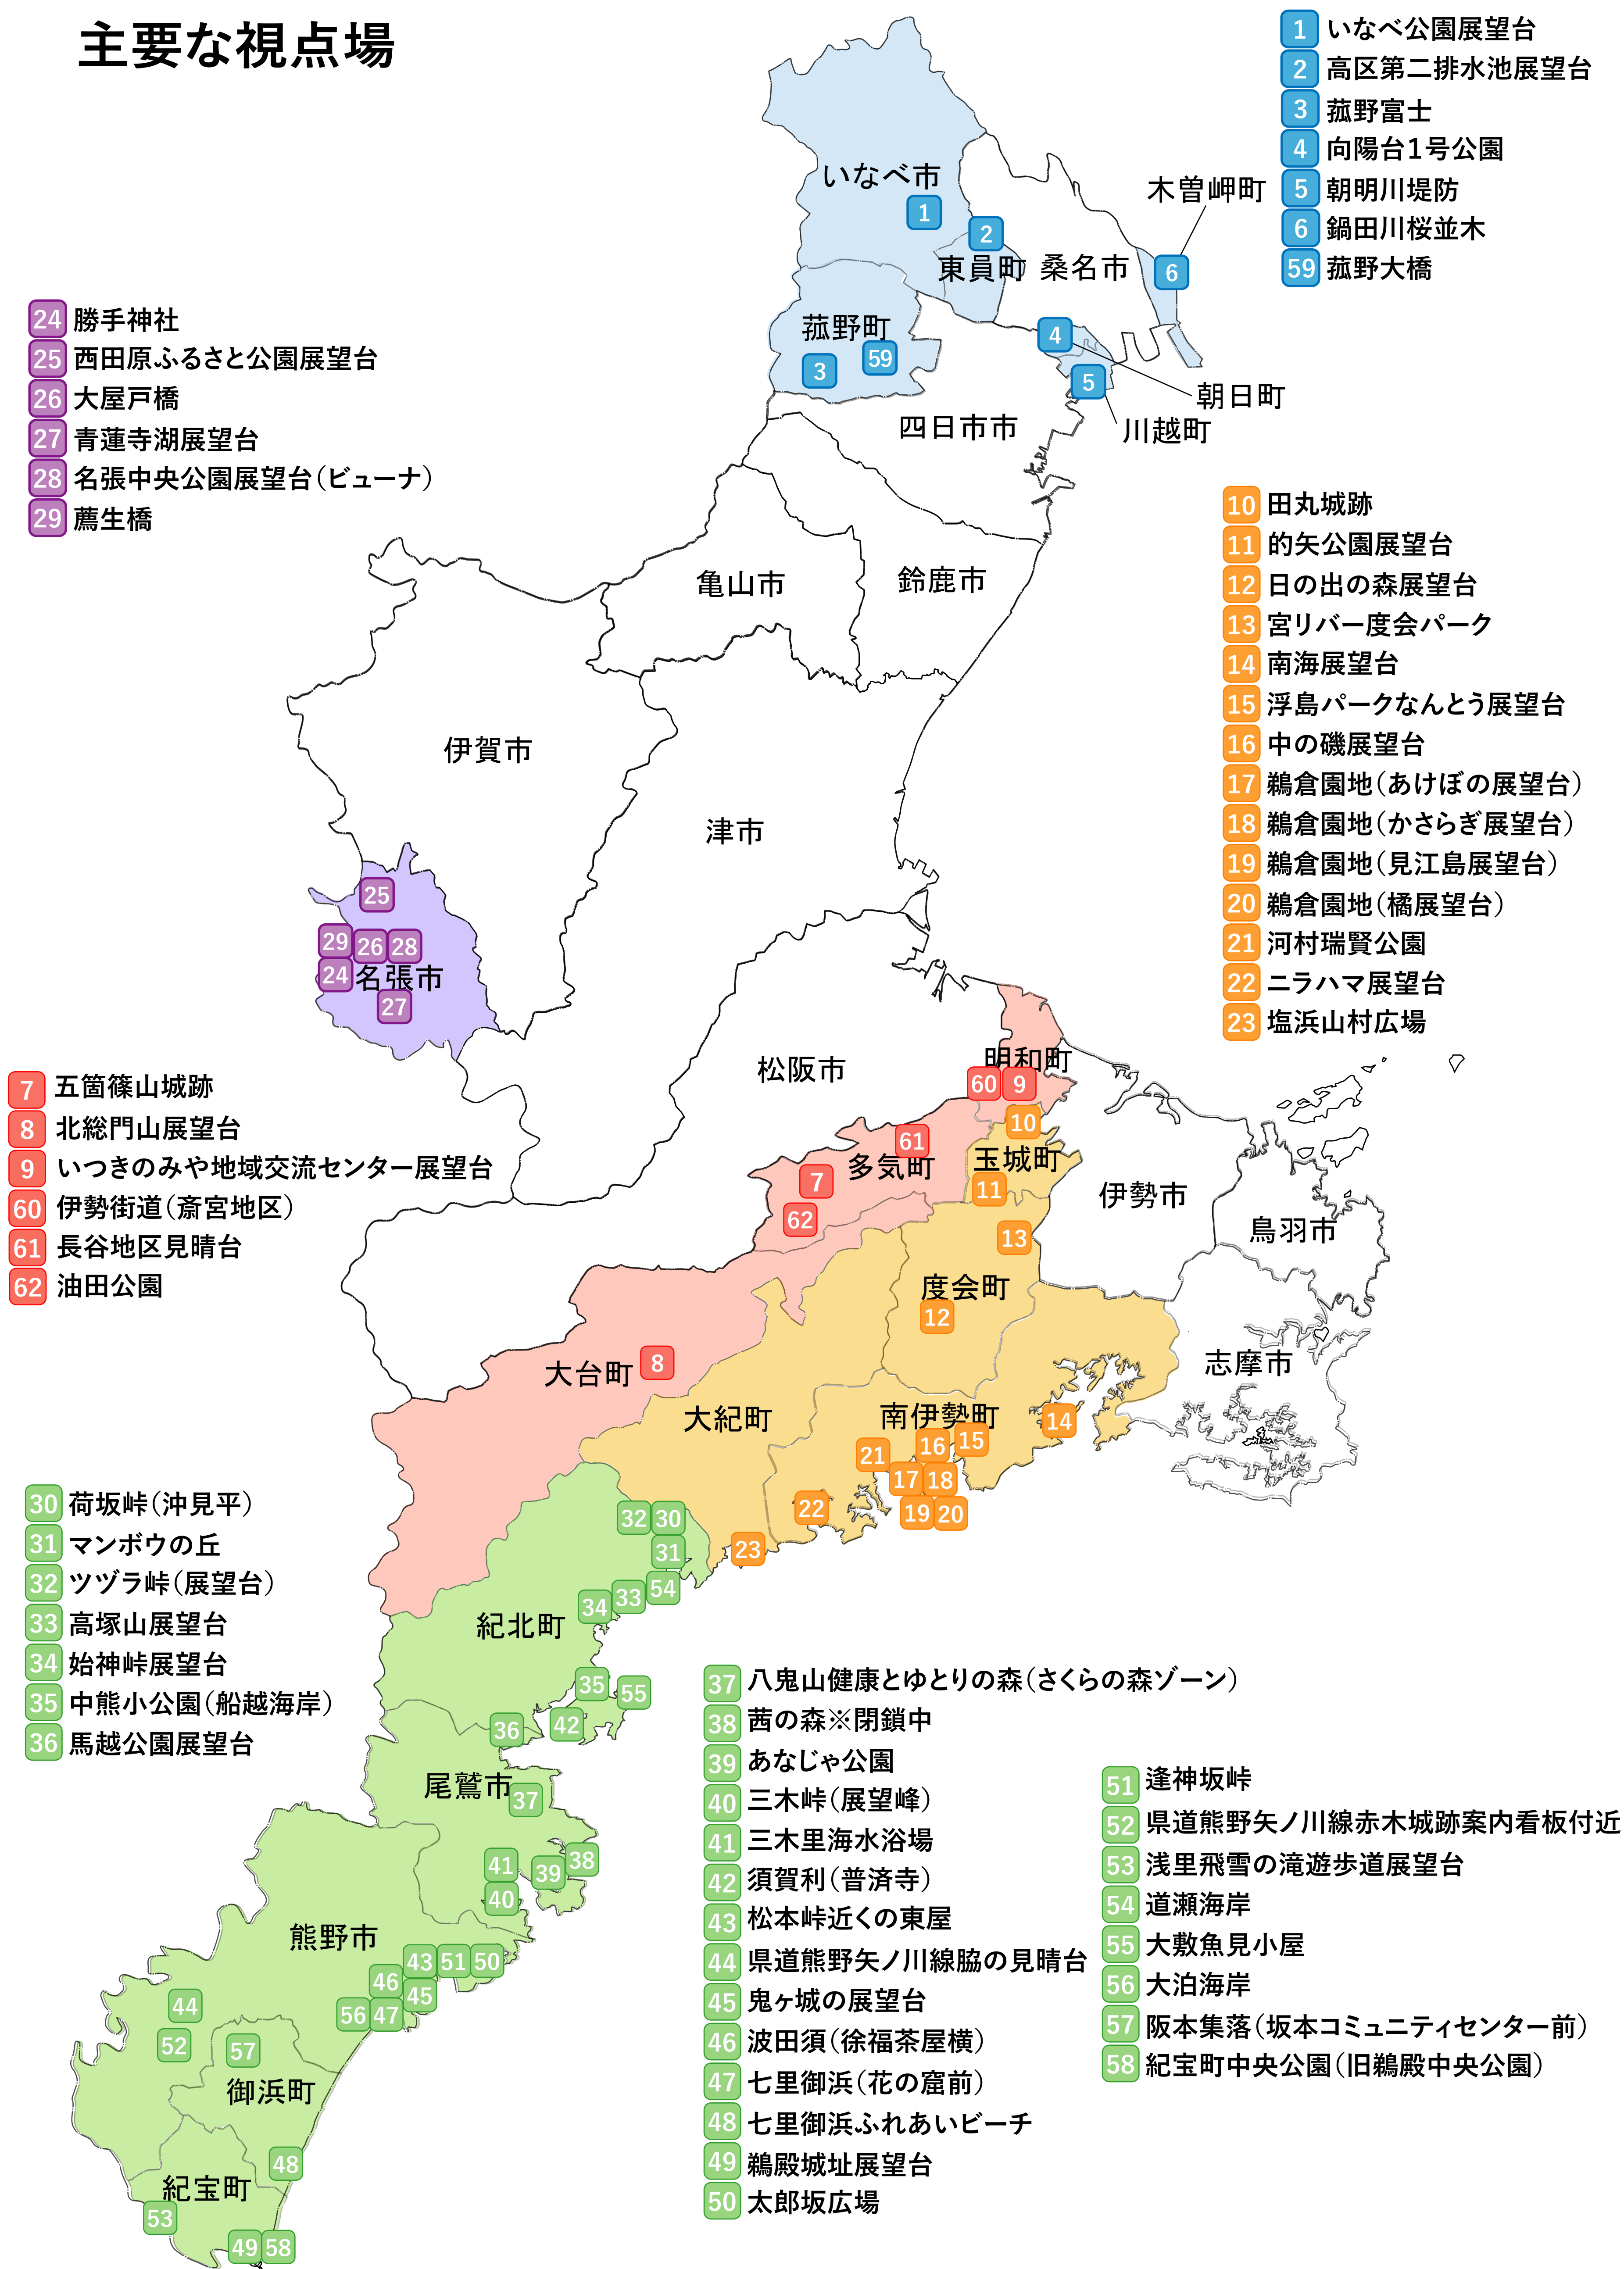 主要な視点場
1 いなべ公園展望台
2 高区第二排水池展望台
3 菰野富士
4 向陽台1号公園
5 朝明川堤防
6 鍋田川桜並木
59 菰野大橋
木曽岬町
いなべ市
1
2
東員町
桑名市
6
菰野町
3
59
4
5
朝日町
川越町
四日市市
24 勝手神社
25 西田原ふるさと公園展望台
26 大屋戸橋
27 青蓮寺湖展望台
28 名張中央公園展望台(ビューナ)
29 薦生橋
10 田丸城跡
11 的矢公園展望台
12 日の出の森展望台
13 宮リバー度会パーク
14 南海展望台
15 浮島パークなんとう展望台
16 中の磯展望台
17 鵜倉園地(あけぼの展望台)
18 鵜倉園地(かさらぎ展望台)
19 鵜倉園地(見江島展望台)
20 鵜倉園地(橘展望台)
21 河村瑞賢公園
22 ニラハマ展望台
23 塩浜山村広場
亀山市
鈴鹿市
伊賀市
津市
25
29
26
28
24
名張市
27
松阪市
明和町
60
9
10
61
多気町
玉城町
7
11
62
伊勢市
鳥羽市
13
度会町
12
志摩市
7 五箇篠山城跡
8 北総門山展望台
9 いつきのみや地域交流センター展望台
60 伊勢街道(斎宮地区)
61 長谷地区見晴台
62 油田公園
大台町
8
大紀町
南伊勢町
14
15
16
21
17
18
19
20
22
23
30 荷坂峠(沖見平)
31 マンボウの丘
32 ツヅラ峠(展望台)
33 高塚山展望台
34 始神峠展望台
35 中熊小公園(船越海岸)
36 馬越公園展望台
32
30
31
54
33
34
紀北町
35
55
42
36
尾鷲市
37
38
39
41
40
熊野市
43
51
50
46
45
56
47
44
52
57
御浜町
48
紀宝町
53
49
58
37 八鬼山健康とゆとりの森(さくらの森ゾーン)
38 茜の森※閉鎖中
39 あなじゃ公園
40 三木峠(展望峰)
41 三木里海水浴場
42 須賀利(普済寺)
43 松本峠近くの東屋
44 県道熊野矢ノ川線脇の見晴台
45 鬼ヶ城の展望台
46 波田須(徐福茶屋横)
47 七里御浜(花の窟前)
48 七里御浜ふれあいビーチ
49 鵜殿城址展望台
50 太郎坂広場
51 逢神坂峠
52 県道熊野矢ノ川線赤木城跡案内看板付近
53 浅里飛雪の滝遊歩道展望台
54 道瀬海岸
55 大敷魚見小屋
56 大泊海岸
57 阪本集落(坂本コミュニティセンター前)
58 紀宝町中央公園(旧鵜殿中央公園)